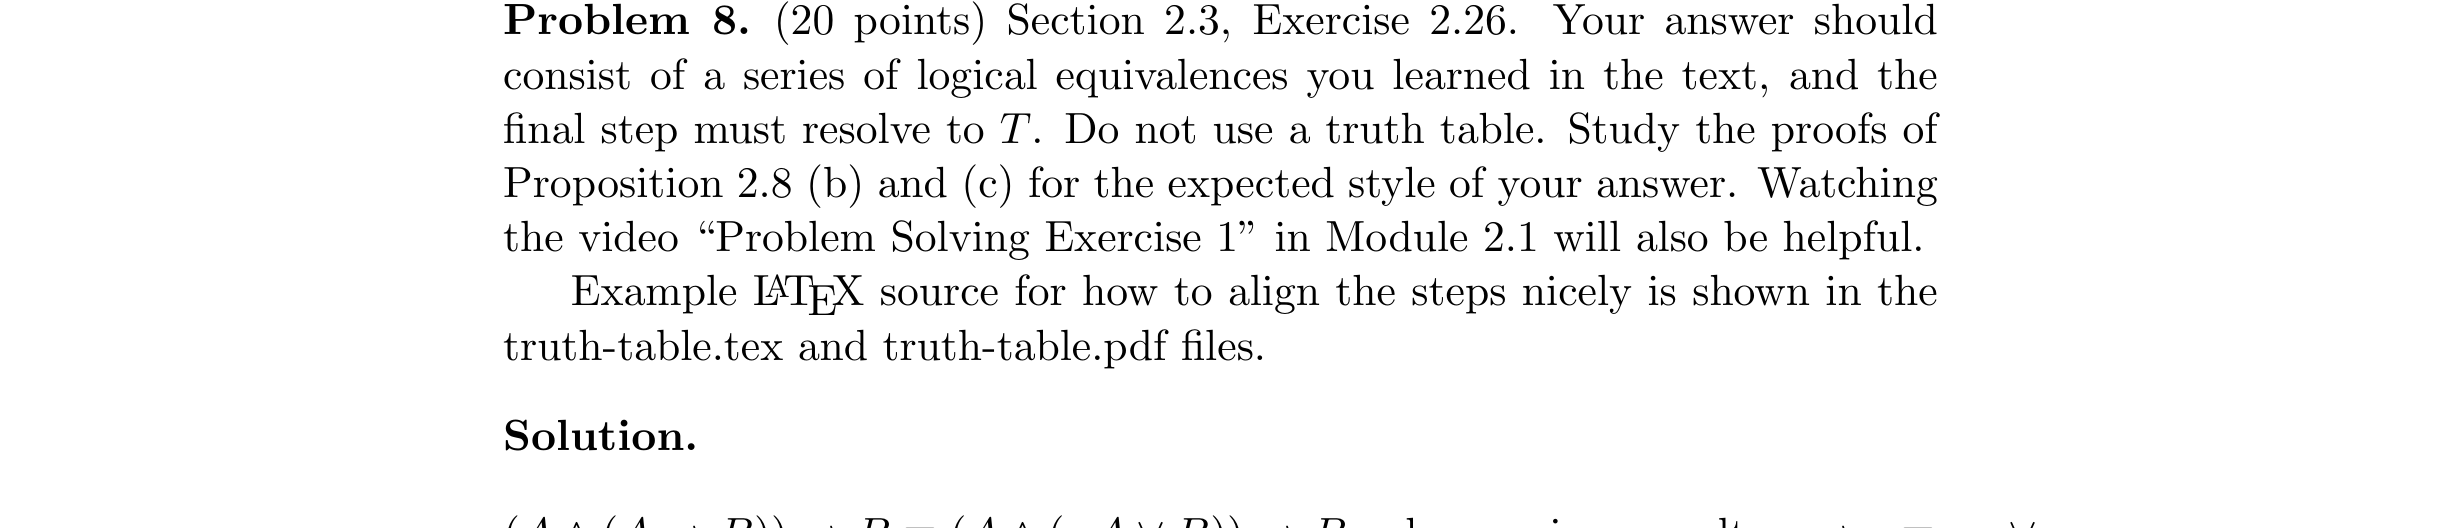 Problem 8. (20 points) Section 2.3, Exercise 2.26. Your answer should
consist of a series of logical equivalences you learned in the text, and the
final step must resolve to T. Do not use a truth table. Study the proofs of
Proposition 2.8 (b) and (c) for the expected style of your answer. Watching
the video “Problem Solving Exercise 1” in Module 2.1 will also be helpful.
Example LATEX source for how to align the steps nicely is shown in the
truth-table.tex and truth-table.pdf files.
Solution.